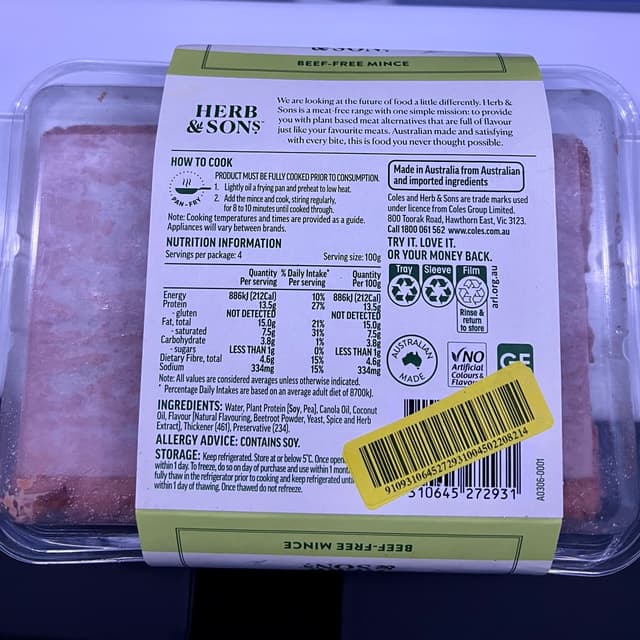 BEEF-FREE MINCE
HERB
& SONS
We are looking at the future of food a little differently. Herb &
Sons is a meat-free range with one simple mission: to provide
you with plant based meat alternatives that are full of flavour
just like your favourite meats. Australian made and satisfying
with every bite, this is food you never thought possible.
HOW TO COOK
PAN-FRY
PRODUCT MUST BE FULLY COOKED PRIOR TO CONSUMPTION.
1. Lightly oil a frying pan and preheat to low heat.
2. Add the mince and cook, stiring regularly,
for 8 to 10 minutes until cooked through.
Note: Cooking temperatures and times are provided as a guide.
Appliances will vary between brands.
NUTRITION INFORMATION
Servings per package: 4 Serving size: 100g
Quantity % Daily Intake* Quantity
Per serving Per serving Per 100g
Energy 886kJ (212Cal) 10% 886kJ (212Cal)
Protein 13.5g 27% 13.5g
- gluten NOT DETECTED NOT DETECTED
Fat, total 15.0g 21% 15.0g
- saturated 7.5g 31% 7.5g
Carbohydrate 3.8g 1% 3.8g
- sugars LESS THAN 1g 0% LESS THAN 1g
Dietary Fibre, total 4.6g 15% 4.6g
Sodium 334mg 15% 334mg
Note: All values are considered averages unless otherwise indicated.
* Percentage Daily Intakes are based on an average adult diet of 8700kJ.
INGREDIENTS: Water, Plant Protein [Soy, Pea], Canola Oil, Coconut
Oil, Flavour [Natural Flavouring, Beetroot Powder, Yeast, Spice and Herb
Extract], Thickener (461), Preservative (234).
ALLERGY ADVICE: CONTAINS SOY.
STORAGE: Keep refrigerated. Store at or below 5°C. Once open
within 1 day. To freeze, do so on day of purchase and use within 1 mont
fully thaw in the refrigerator prior to cooking and keep refrigerated unti
within 1 day of thawing. Once thawed do not refreeze.
Made in Australia from Australian
and imported ingredients
Coles and Herb & Sons are trade marks used
under licence from Coles Group Limited.
800 Toorak Road, Hawthorn East, Vic 3123.
Call 1800 061 562 www.coles.com.au
TRY IT. LOVE IT.
OR YOUR MONEY BACK.
Tray Sleeve Film
Rinse &
return
to store
arl.org.au
AUSTRALIAN
MADE
NO
Artificial
Colours &
Flavou
GF
91093106452729310045022082 14
310645 272931
A0306-0001
BEEF-FREE MINCE